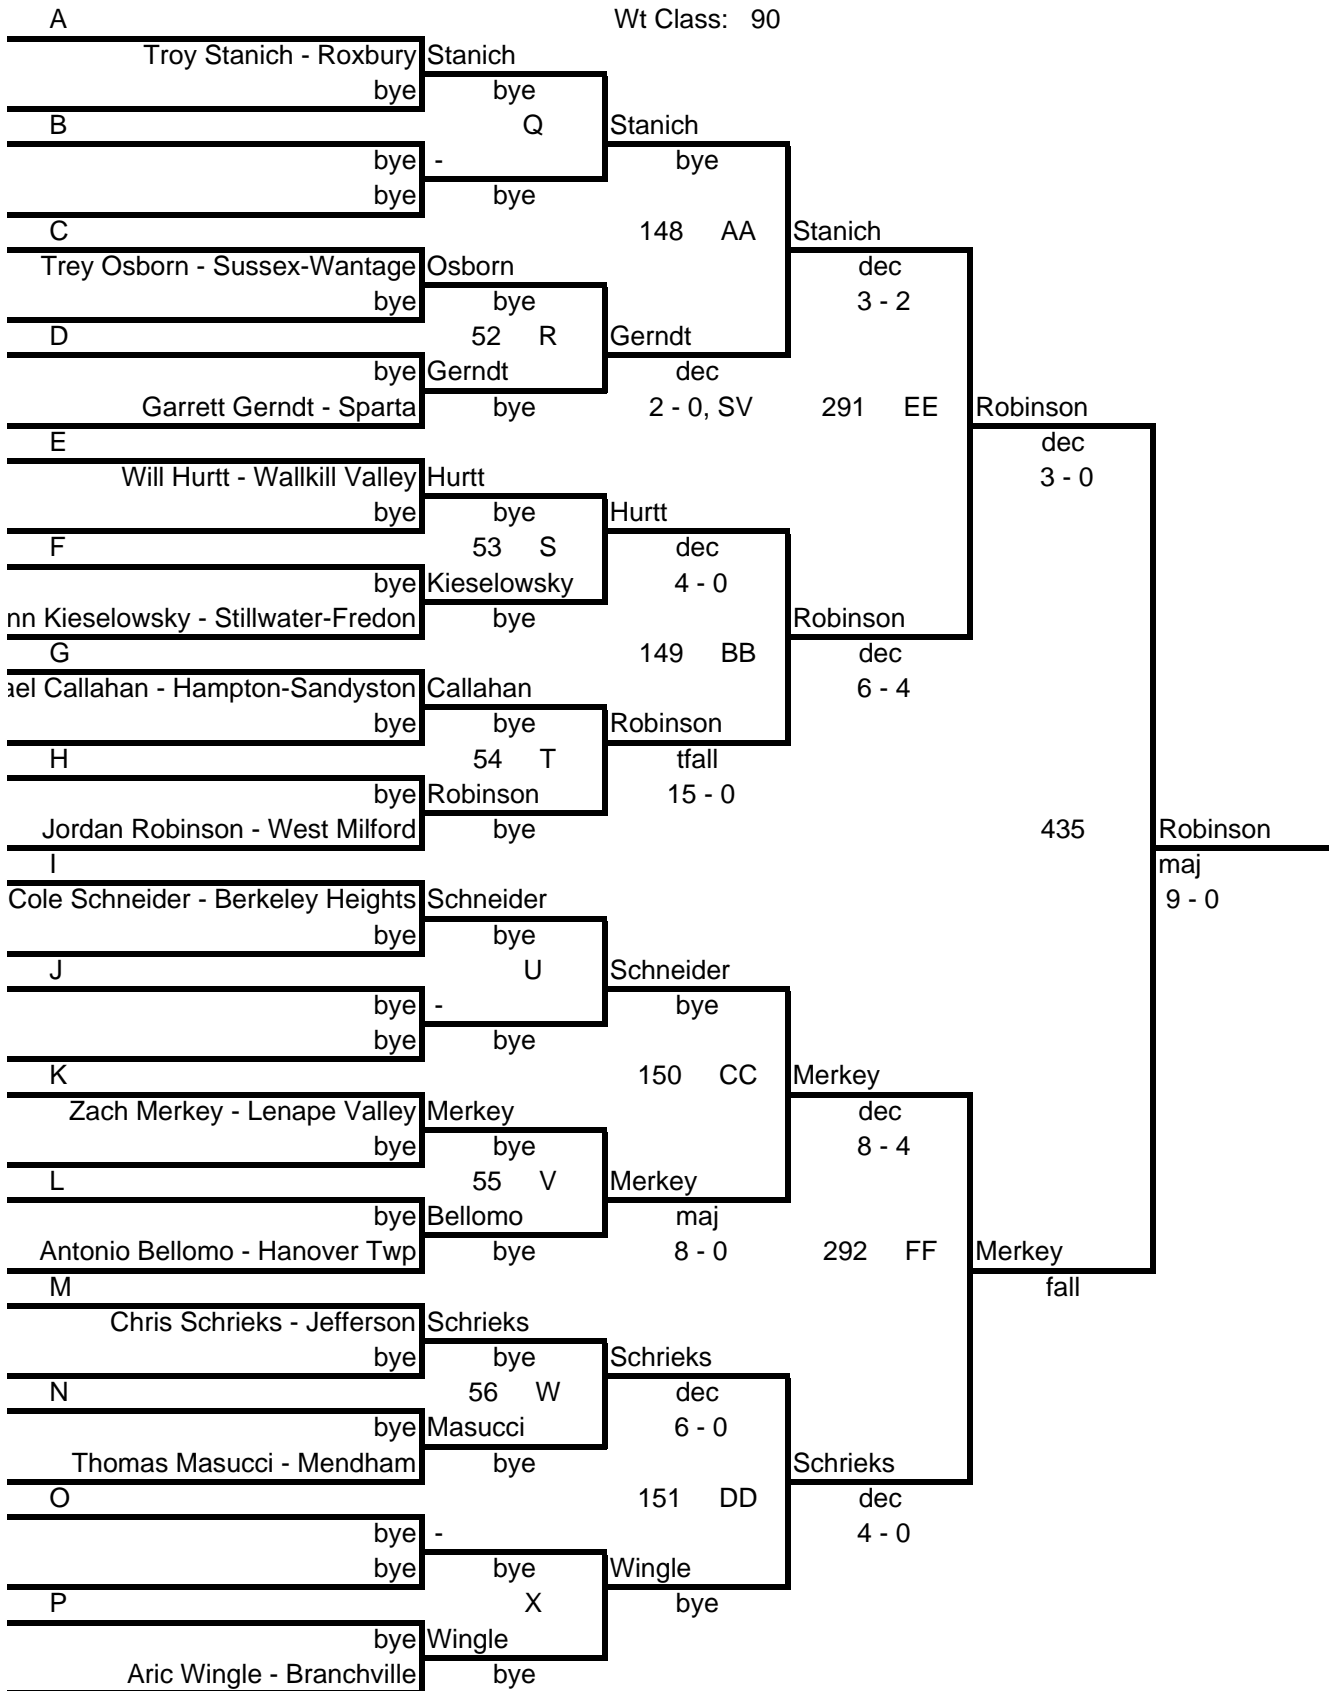 A Wt Class: 90
Troy Stanich - Roxbury Stanich
bye bye
B Q Stanich
bye - bye
bye bye
C 148 AA Stanich
Trey Osborn - Sussex-Wantage Osborn dec
bye bye 3 - 2
D 52 R Gerndt
bye Gerndt dec
Garrett Gerndt - Sparta bye 2 - 0, SV 291 EE Robinson
E dec
Will Hurtt - Wallkill Valley Hurtt 3 - 0
bye bye Hurtt
F 53 S dec
bye Kieselowsky 4 - 0
nn Kieselowsky - Stillwater-Fredon bye Robinson
G 149 BB dec
ael Callahan - Hampton-Sandyston Callahan 6 - 4
bye bye Robinson
H 54 T tfall
bye Robinson 15 - 0
Jordan Robinson - West Milford bye 435 Robinson
I maj
Cole Schneider - Berkeley Heights Schneider 9 - 0
bye bye
J U Schneider
bye - bye
bye bye
K 150 CC Merkey
Zach Merkey - Lenape Valley Merkey dec
bye bye 8 - 4
L 55 V Merkey
bye Bellomo maj
Antonio Bellomo - Hanover Twp bye 8 - 0 292 FF Merkey
M fall
Chris Schrieks - Jefferson Schrieks
bye bye Schrieks
N 56 W dec
bye Masucci 6 - 0
Thomas Masucci - Mendham bye Schrieks
O 151 DD dec
bye - 4 - 0
bye bye Wingle
P X bye
bye Wingle
Aric Wingle - Branchville bye